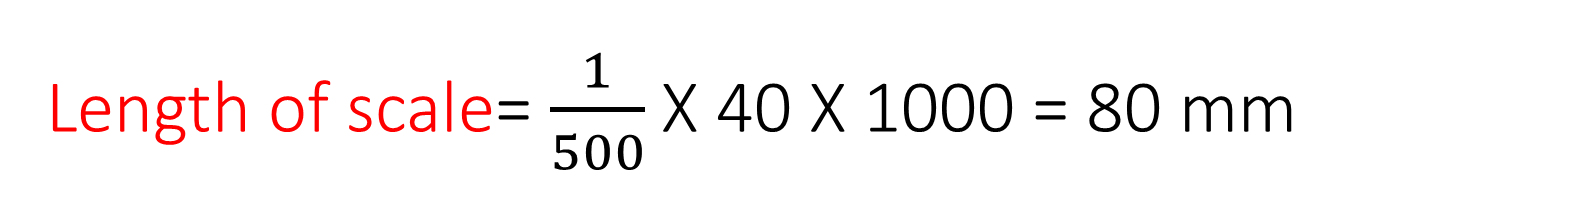 Length of scale= 1/500 X 40 X 1000 = 80 mm